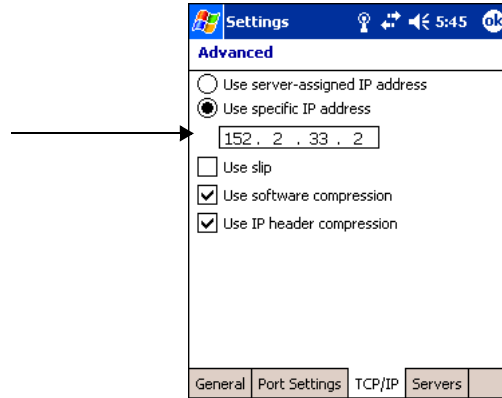 Settings 5:45 ok
Advanced
Use server-assigned IP address
Use specific IP address
152 . 2 . 33 . 2
Use slip
Use software compression
Use IP header compression
General Port Settings TCP/IP Servers